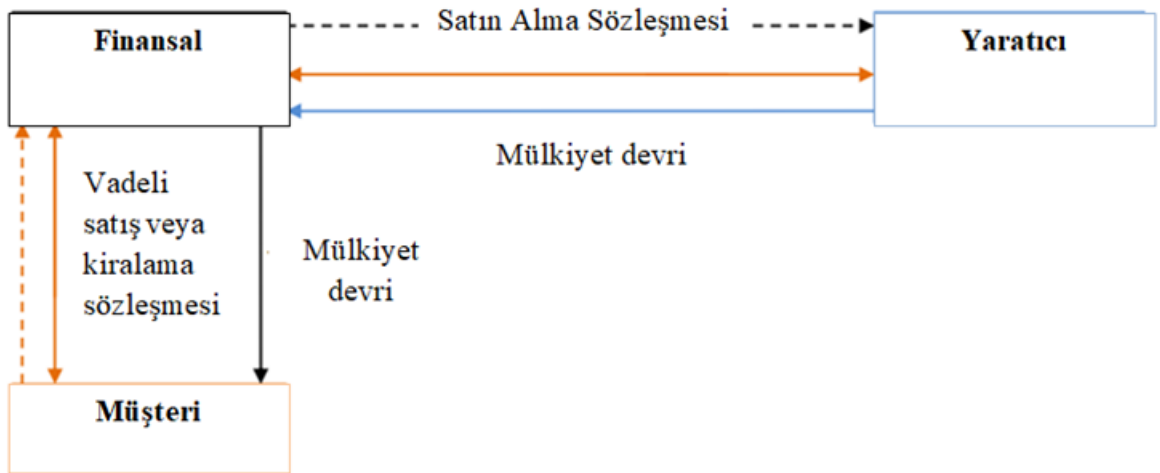 Finansal
Satın Alma Sözleşmesi
Yaratıcı
Mülkiyet devri
Vadeli
satış veya
kiralama
sözleşmesi
Mülkiyet
devri
Müşteri